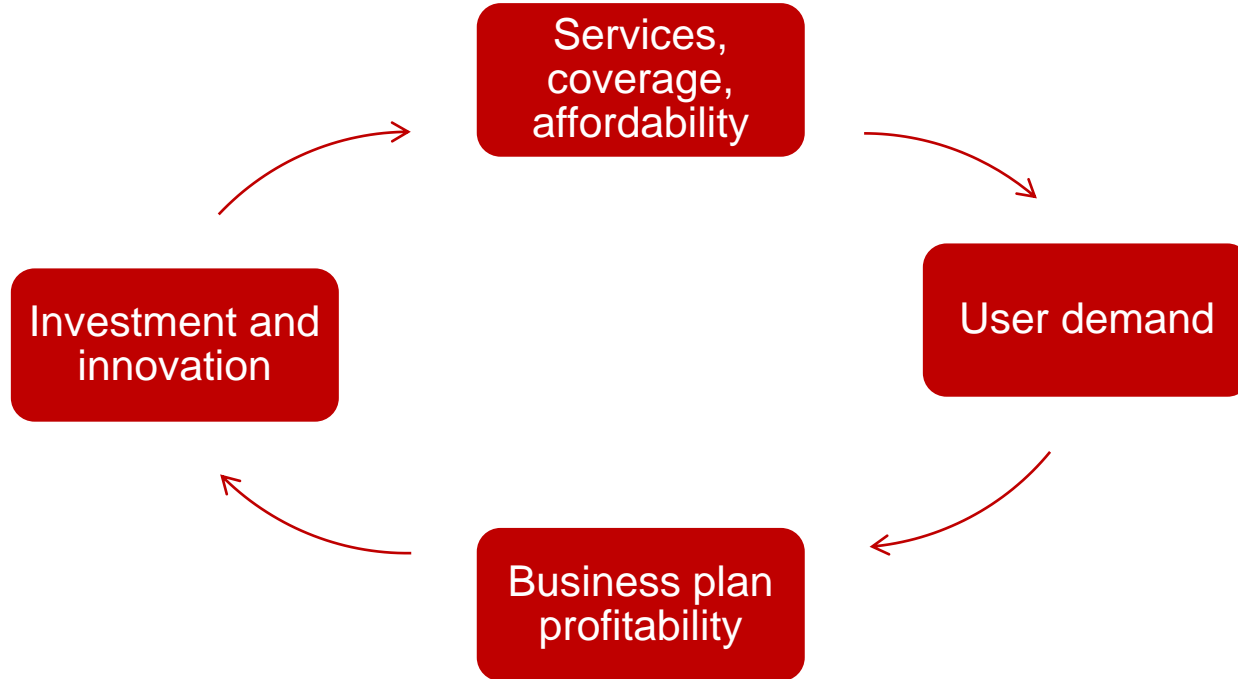 Services,
coverage,
affordability
User demand
Business plan
profitability
Investment and
innovation